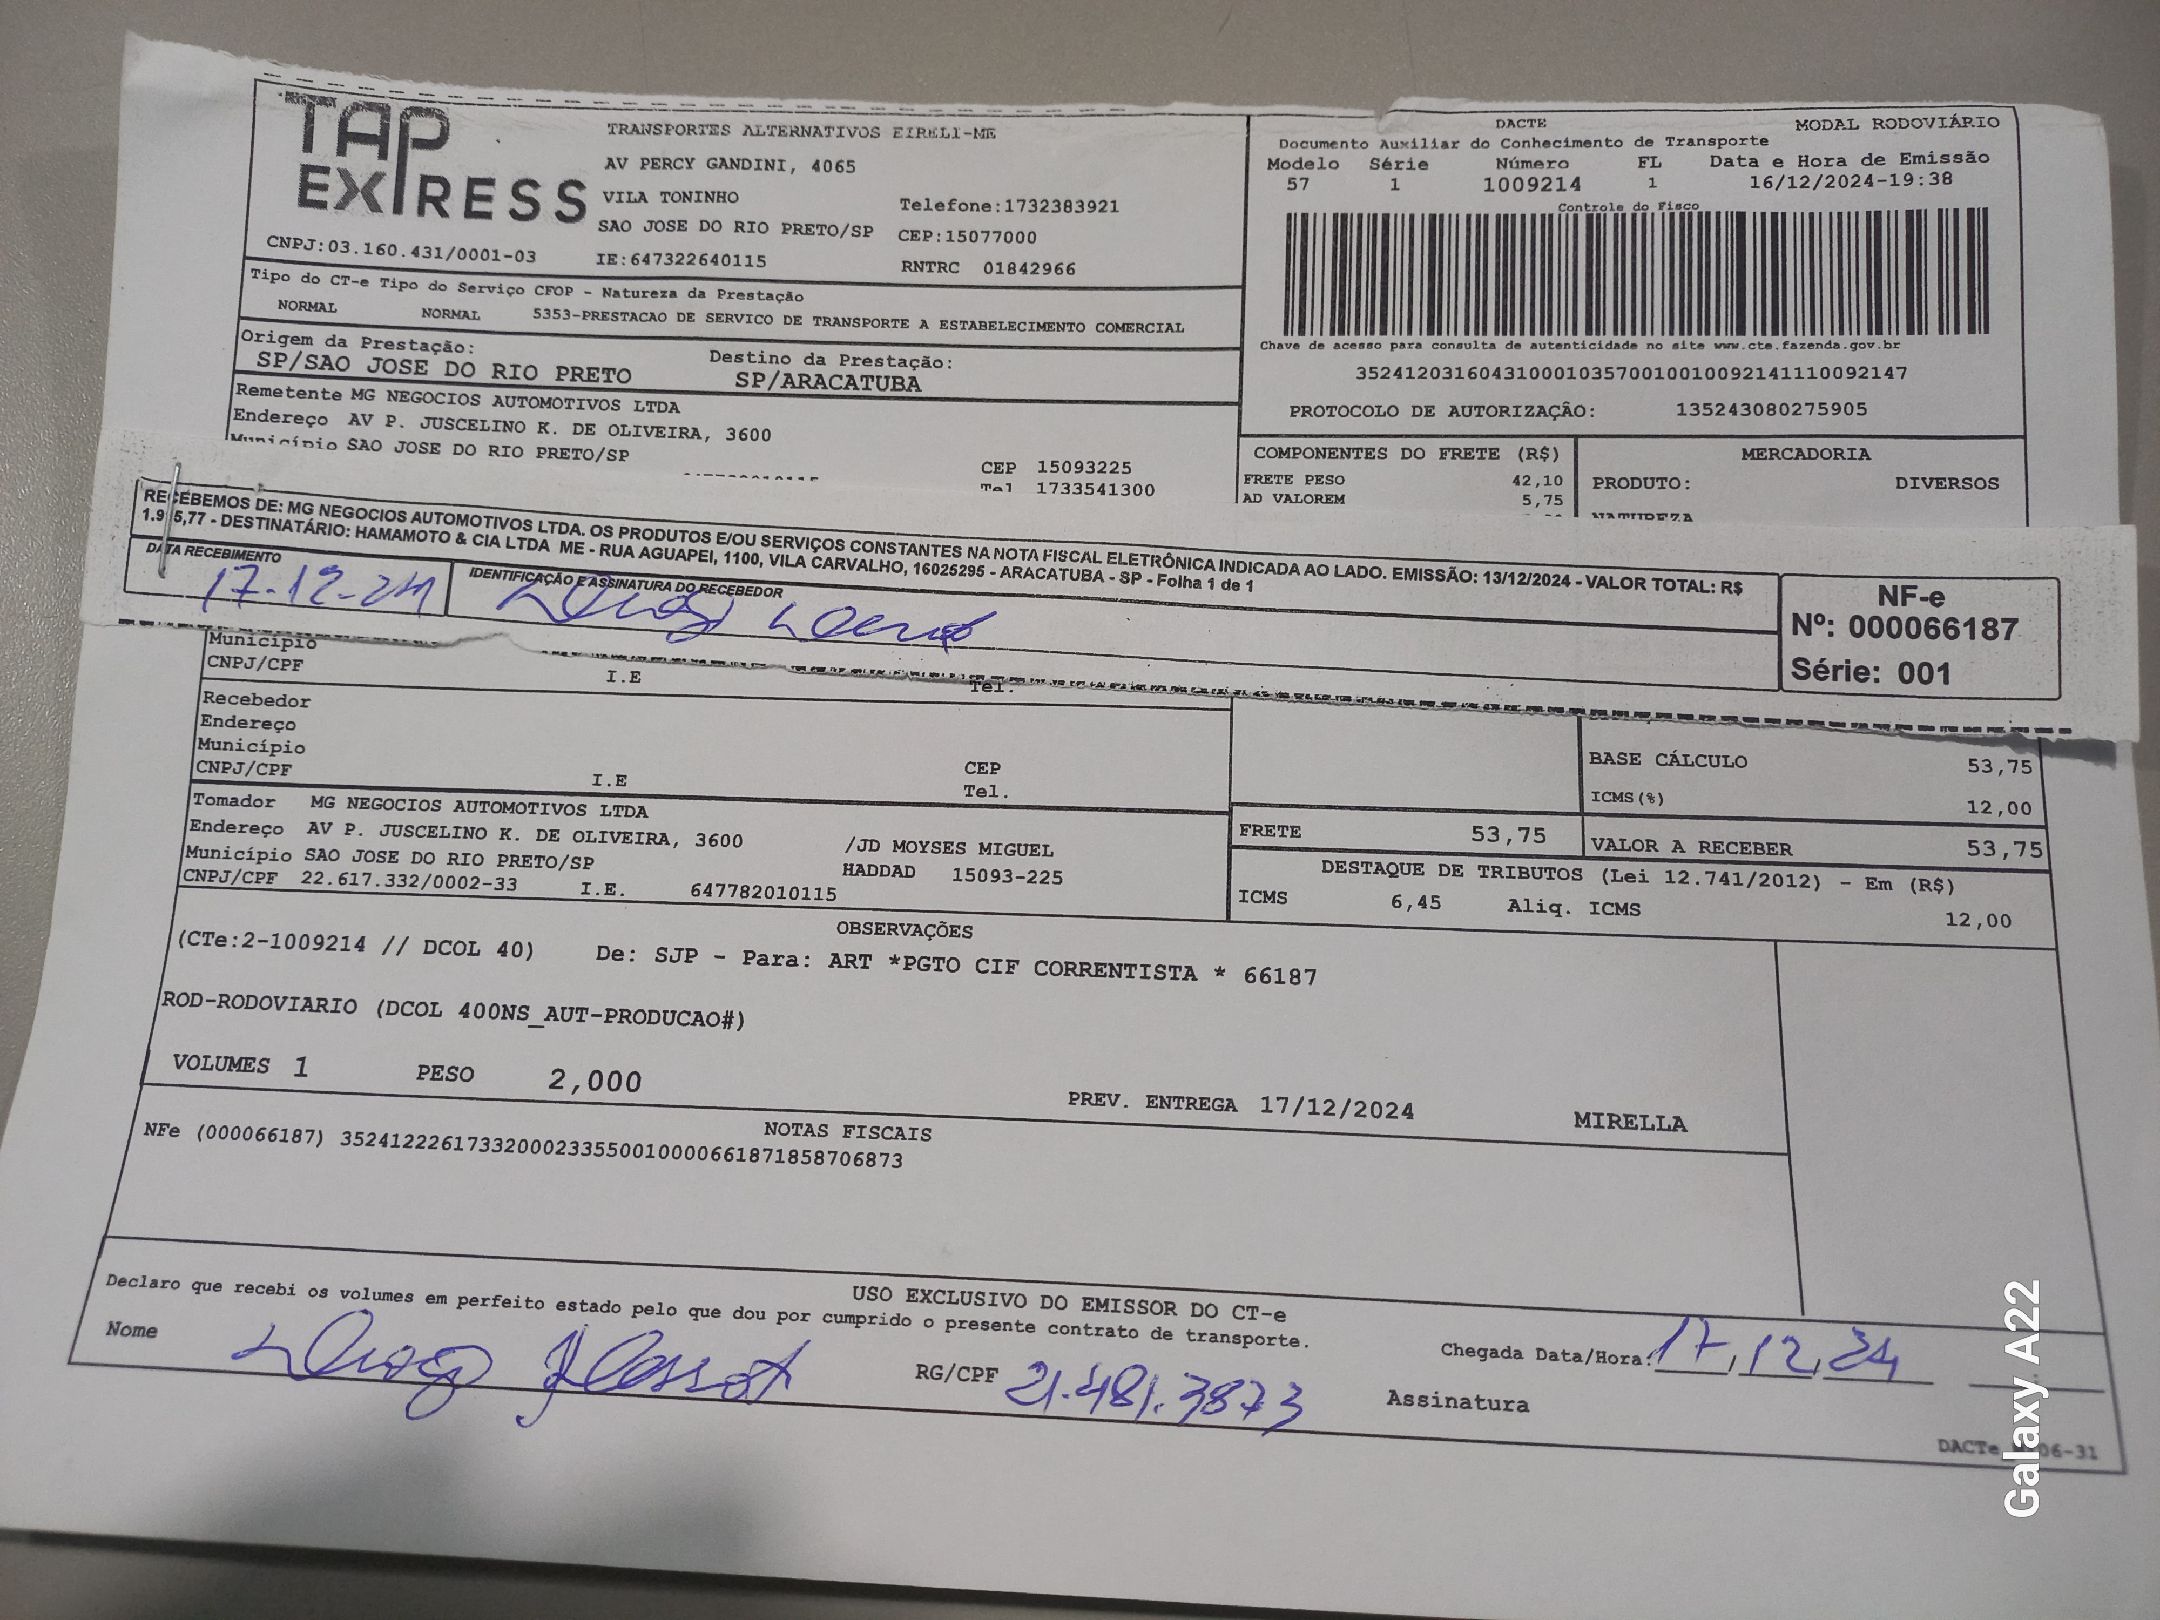 TAP EXPRESS
TRANSPORTES ALTERNATIVOS EIRELI-ME
AV PERCY GANDINI, 4065
VILA TONINHO
Telefone:1732383921
SAO JOSE DO RIO PRETO/SP CEP:15077000
CNPJ:03.160.431/0001-03 IE:647322640115 RNTRC 01842966
DACTE MODAL RODOVIÁRIO
Documento Auxiliar do Conhecimento de Transporte
Modelo Série Número FL Data e Hora de Emissão
57 1 1009214 1 16/12/2024-19:38
Controle do Fisco
Chave de acesso para consulta de autenticidade no site www.cte.fazenda.gov.br
35241203160431000103570010010092141110092147
PROTOCOLO DE AUTORIZAÇÃO: 135243080275905
Tipo do CT-e Tipo do Serviço CFOP - Natureza da Prestação
NORMAL NORMAL 5353-PRESTACAO DE SERVICO DE TRANSPORTE A ESTABELECIMENTO COMERCIAL
Origem da Prestação: Destino da Prestação:
SP/SAO JOSE DO RIO PRETO SP/ARACATUBA
Remetente MG NEGOCIOS AUTOMOTIVOS LTDA
Endereço AV P. JUSCELINO K. DE OLIVEIRA, 3600
Município SAO JOSE DO RIO PRETO/SP
CEP 15093225
Tel 1733541300
COMPONENTES DO FRETE (R$) MERCADORIA
FRETE PESO 42,10 PRODUTO: DIVERSOS
AD VALOREM 5,75
NATUREZA
RECEBEMOS DE: MG NEGOCIOS AUTOMOTIVOS LTDA. OS PRODUTOS E/OU SERVIÇOS CONSTANTES NA NOTA FISCAL ELETRÔNICA INDICADA AO LADO. EMISSÃO: 13/12/2024 - VALOR TOTAL: R$
5,77 - DESTINATÁRIO: HAMAMOTO & CIA LTDA ME - RUA AGUAPEI, 1100, VILA CARVALHO, 16025295 - ARACATUBA - SP - Folha 1 de 1
DATA RECEBIMENTO IDENTIFICAÇÃO E ASSINATURA DO RECEBEDOR
17-12-24
NF-e
Nº: 000066187
Série: 001
Município
CNPJ/CPF I.E Tel.
Recebedor
Endereço
Município CEP
CNPJ/CPF I.E Tel.
BASE CÁLCULO 53,75
ICMS(%) 12,00
Tomador MG NEGOCIOS AUTOMOTIVOS LTDA
Endereço AV P. JUSCELINO K. DE OLIVEIRA, 3600 /JD MOYSES MIGUEL
Município SAO JOSE DO RIO PRETO/SP HADDAD 15093-225
CNPJ/CPF 22.617.332/0002-33 I.E. 647782010115
FRETE 53,75 VALOR A RECEBER 53,75
DESTAQUE DE TRIBUTOS (Lei 12.741/2012) - Em (R$)
ICMS 6,45 Aliq. ICMS 12,00
OBSERVAÇÕES
(CTe:2-1009214 // DCOL 40) De: SJP - Para: ART *PGTO CIF CORRENTISTA * 66187
ROD-RODOVIARIO (DCOL 400NS_AUT-PRODUCAO#)
VOLUMES 1 PESO 2,000 PREV. ENTREGA 17/12/2024 MIRELLA
NOTAS FISCAIS
NFe (000066187) 35241222617332000233550010000661871858706873
USO EXCLUSIVO DO EMISSOR DO CT-e
Declaro que recebi os volumes em perfeito estado pelo que dou por cumprido o presente contrato de transporte.
Nome RG/CPF 21.481.3873 Chegada Data/Hora: 17,12,24
Assinatura
Galaxy A22